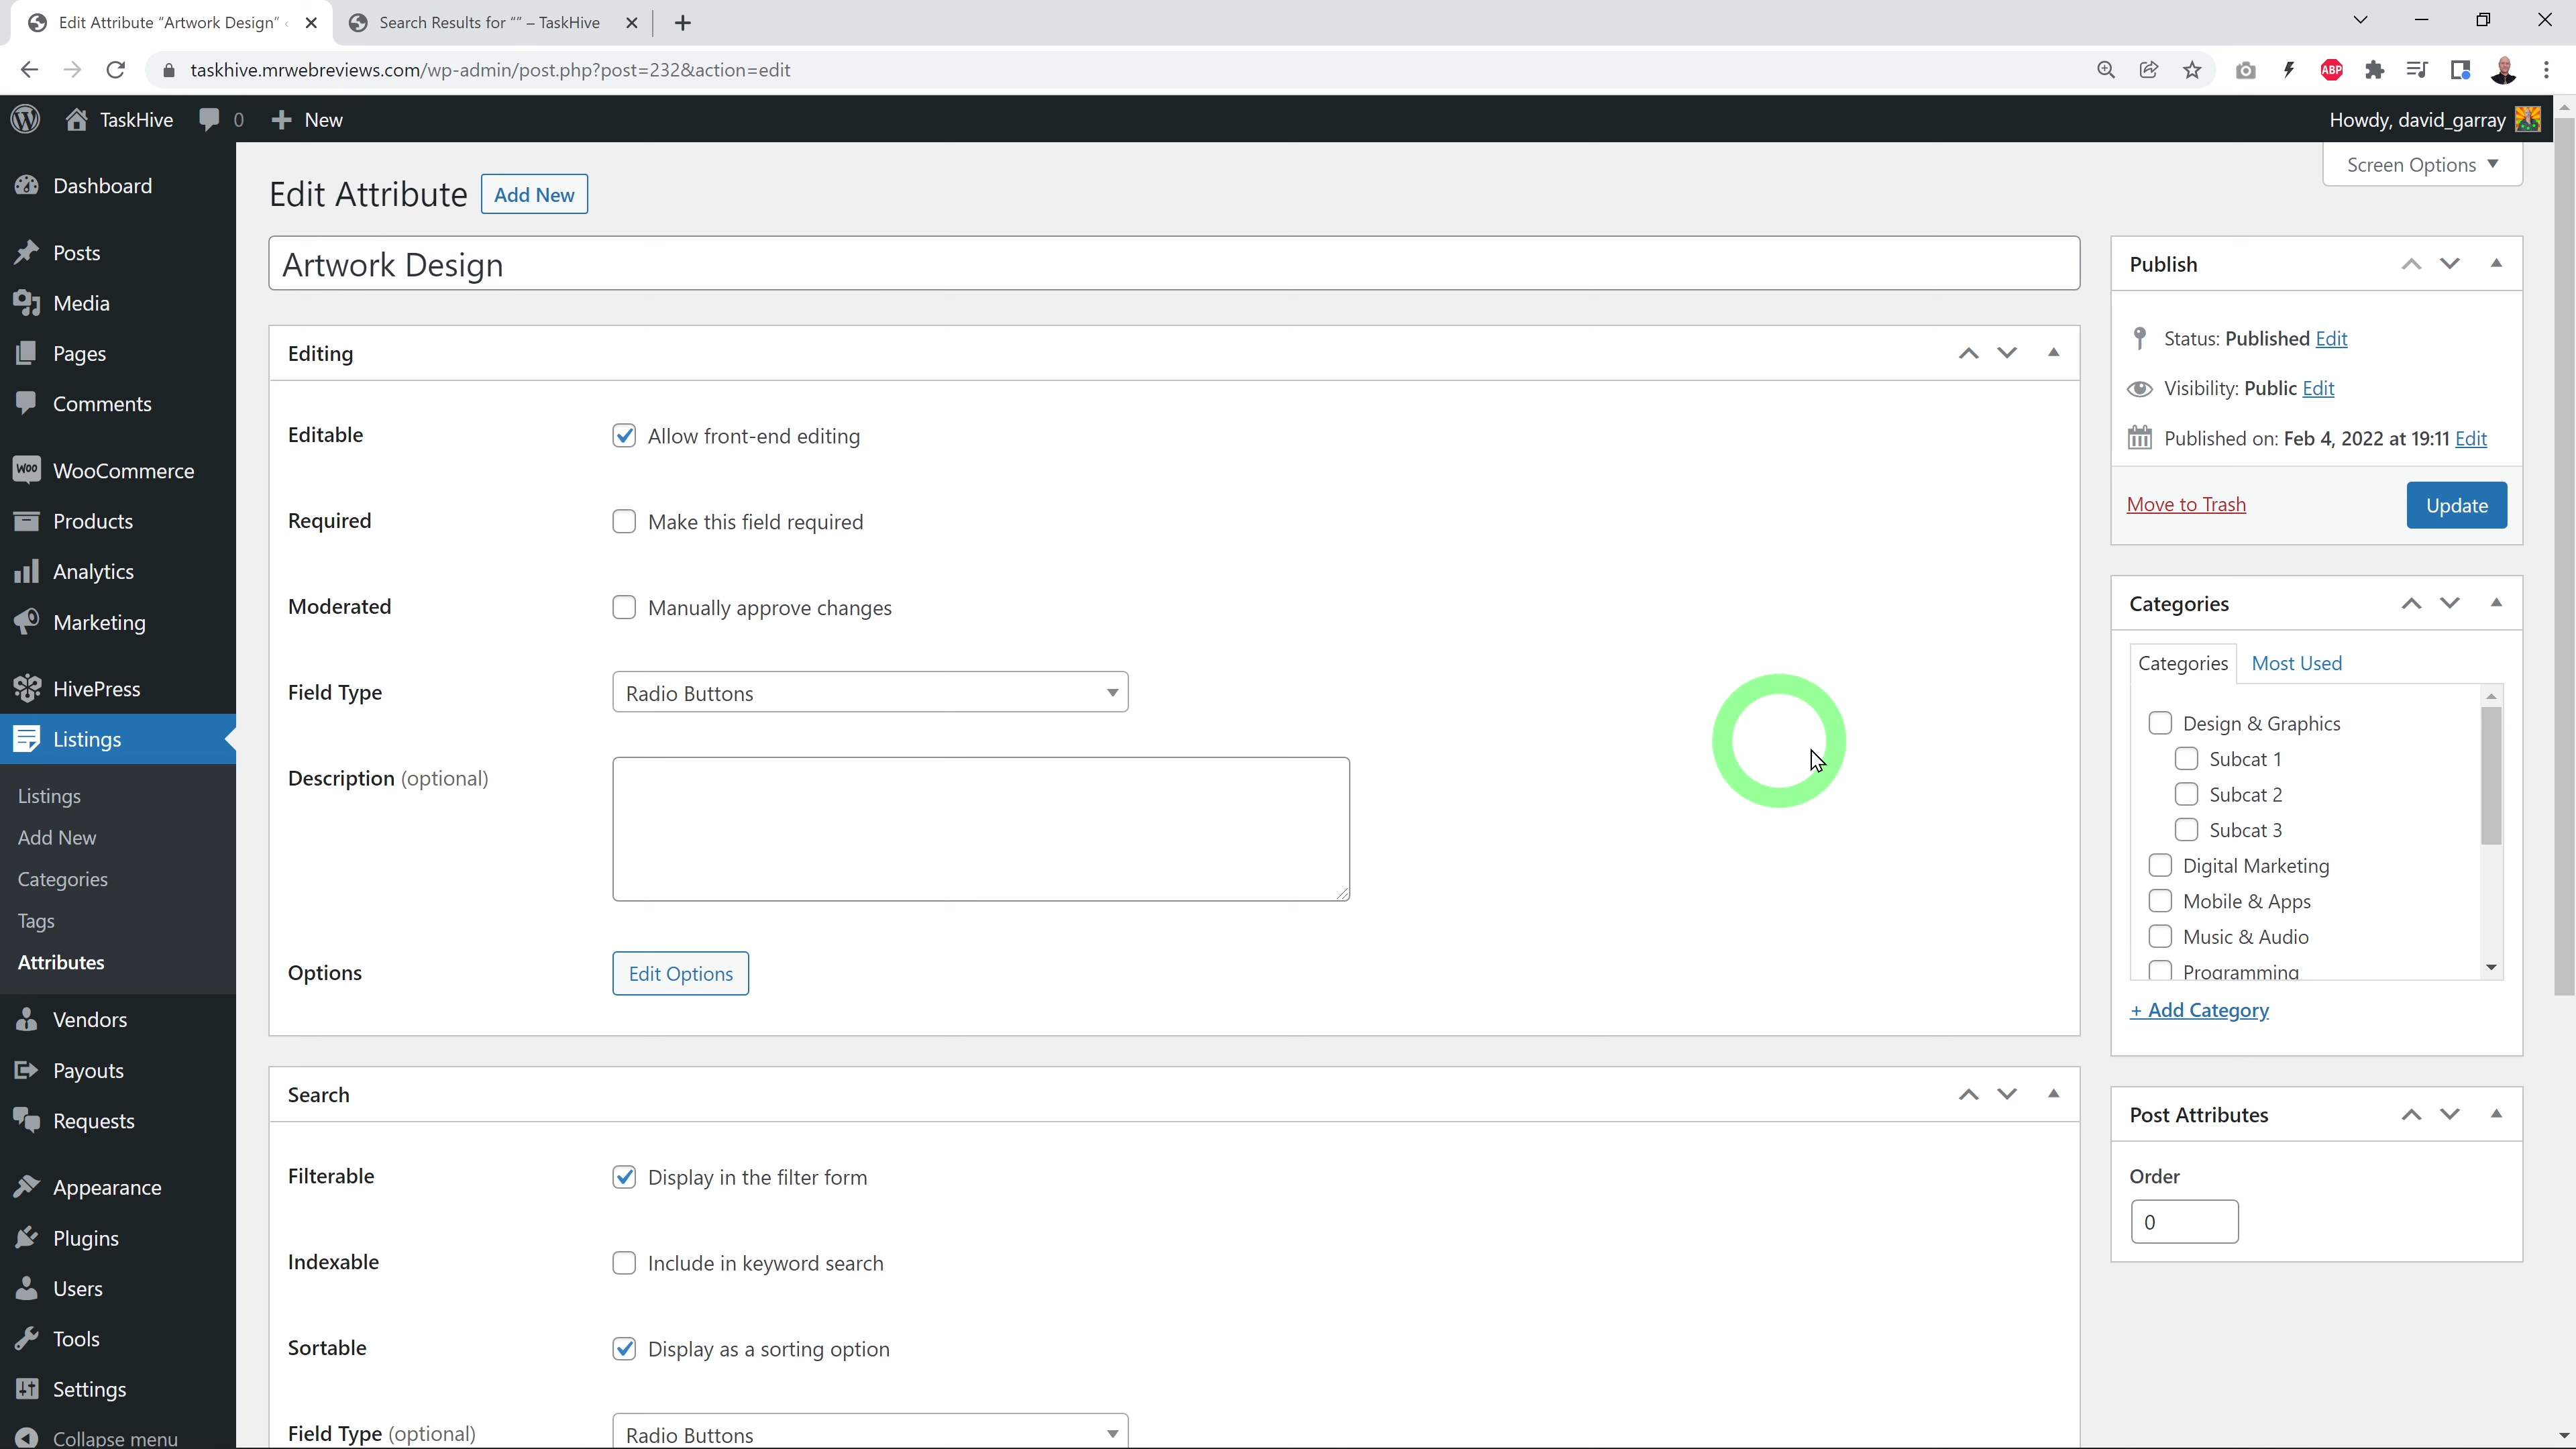 Edit Attribute “Artwork Design” ‹
Search Results for “” – TaskHive
taskhive.mrwebreviews.com/wp-admin/post.php?post=232&action=edit
ABP
TaskHive
0
New
Howdy, david_garray
Screen Options
Dashboard
Posts
Media
Pages
Comments
WOO
WooCommerce
Products
Analytics
Marketing
HivePress
Listings
Listings
Add New
Categories
Tags
Attributes
Vendors
Payouts
Requests
Appearance
Plugins
Users
Tools
Settings
Collapse menu
Edit Attribute
Add New
Artwork Design
Editing
Editable
Allow front-end editing
Required
Make this field required
Moderated
Manually approve changes
Field Type
Radio Buttons
Description (optional)
Options
Edit Options
Search
Filterable
Display in the filter form
Indexable
Include in keyword search
Sortable
Display as a sorting option
Field Type (optional)
Radio Buttons
Publish
Status: Published Edit
Visibility: Public Edit
Published on: Feb 4, 2022 at 19:11 Edit
Move to Trash
Update
Categories
Categories
Most Used
Design & Graphics
Subcat 1
Subcat 2
Subcat 3
Digital Marketing
Mobile & Apps
Music & Audio
Programming
+ Add Category
Post Attributes
Order
0